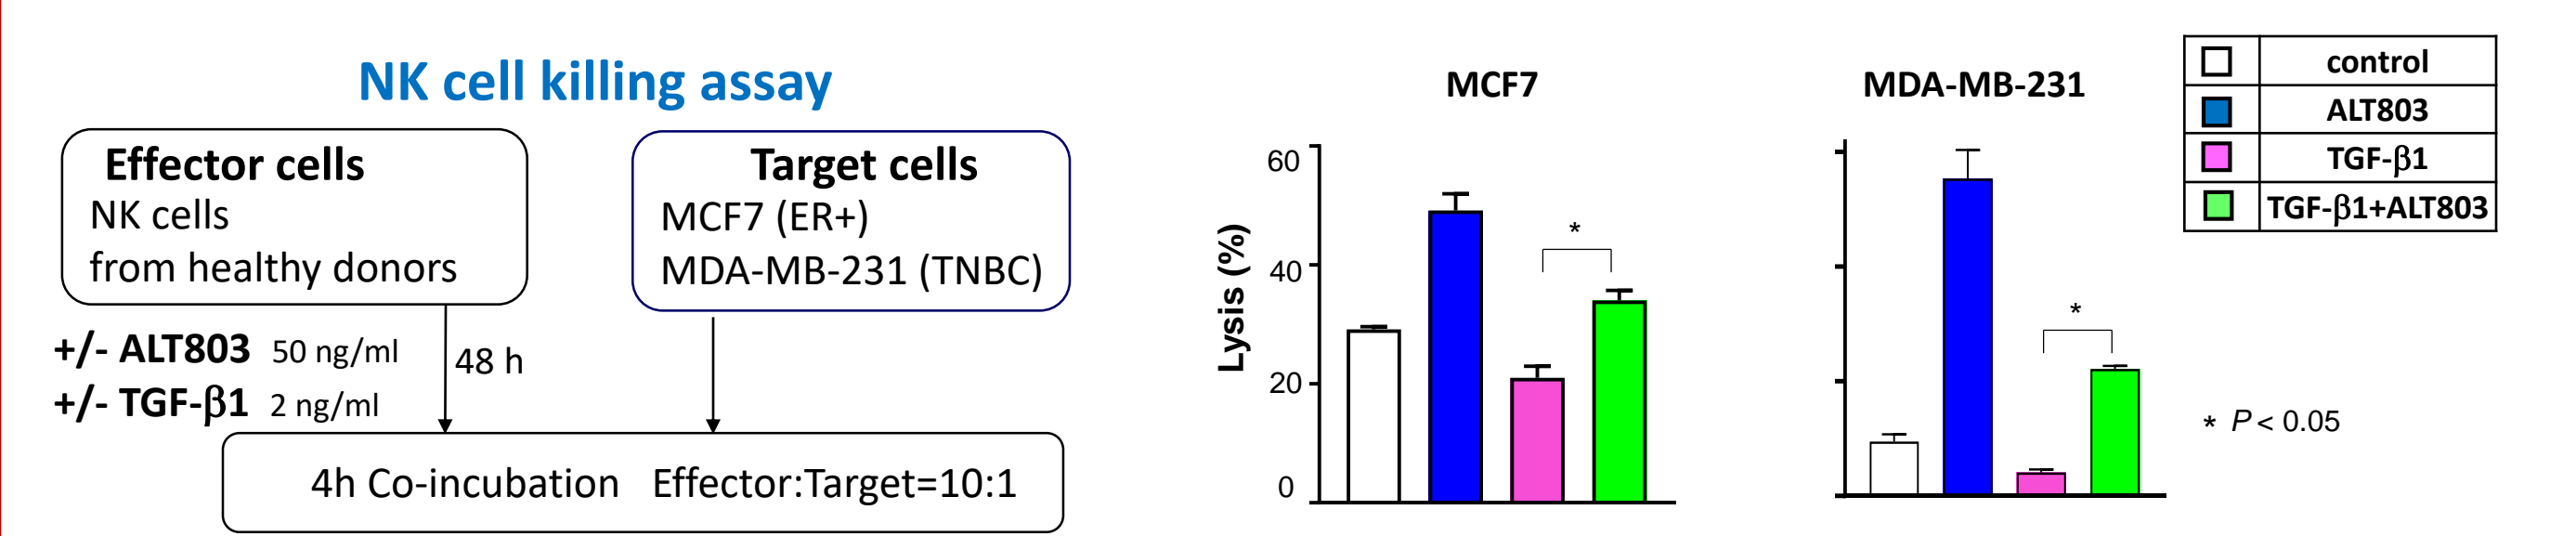 NK cell killing assay
Effector cells
NK cells
from healthy donors
Target cells
MCF7 (ER+)
MDA-MB-231 (TNBC)
+/- ALT803 50 ng/ml
+/- TGF-β1 2 ng/ml
48 h
4h Co-incubation Effector:Target=10:1
MCF7
Lysis (%)
60
40
20
0
*
MDA-MB-231
*
control
ALT803
TGF-β1
TGF-β1+ALT803
* P < 0.05